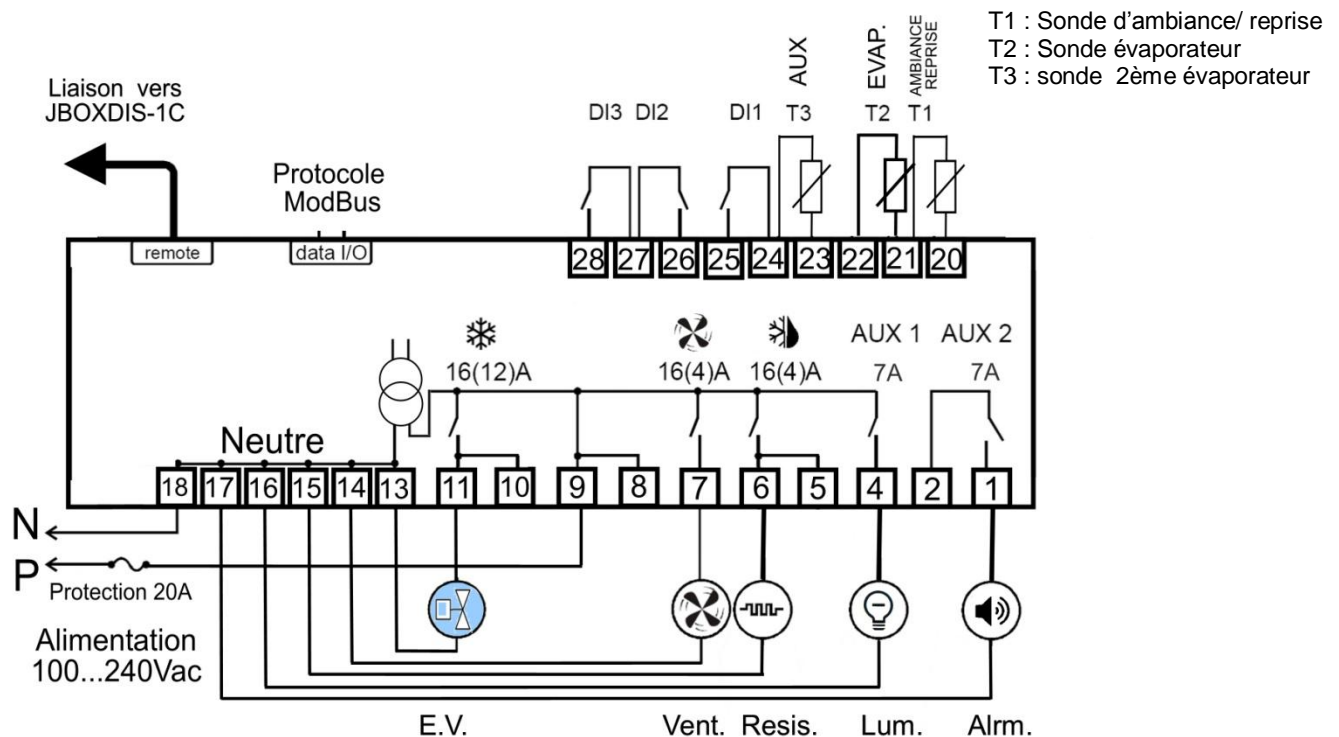 T1 : Sonde d’ambiance/ reprise
T2 : Sonde évaporateur
T3 : sonde 2ème évaporateur
Liaison vers
JBOXDIS-1C
Protocole
ModBus
AUX
EVAP.
AMBIANCE
REPRISE
DI3 DI2 DI1 T3 T2 T1
remote
data I/O
28 27 26 25 24 23 22 21 20
AUX 1 AUX 2
16(12)A 16(4)A 16(4)A 7A 7A
Neutre
18 17 16 15 14 13 11 10 9 8 7 6 5 4 2 1
N
P
Protection 20A
Alimentation
100...240Vac
E.V. Vent. Resis. Lum. Alrm.